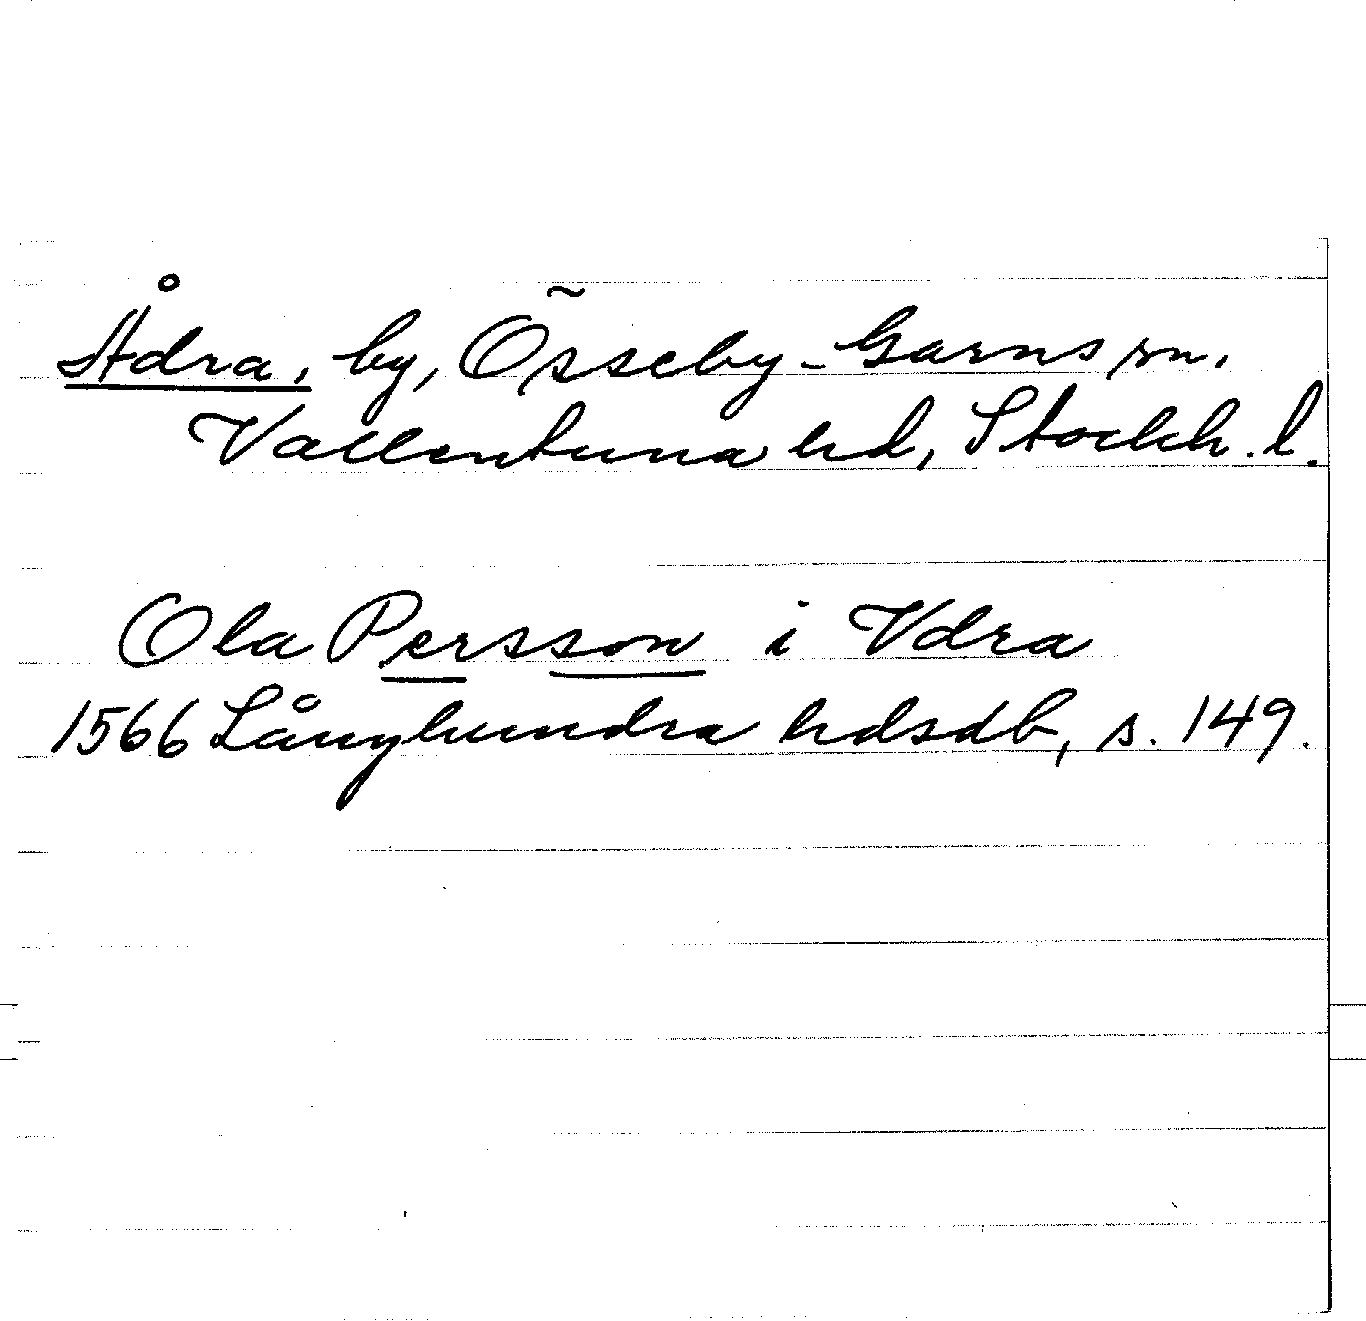 Ådra, by, Össeby-Garns sn.
Vallentuna hd, Stockh. l.
Ola Persson i Vdra
1566 Långhundra hdsdb, s. 149.